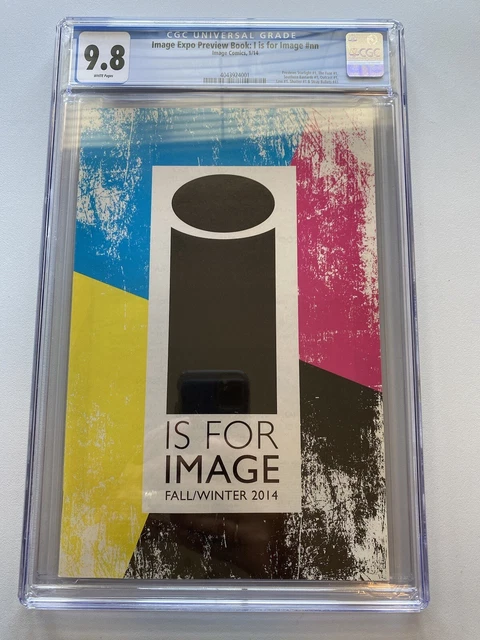 CGC UNIVERSAL GRADE
9.8
WHITE Pages
Image Expo Preview Book: I is for Image #nn
Image Comics, 1/14
4043924001
CGC
i
IS FOR
IMAGE
FALL/WINTER 2014